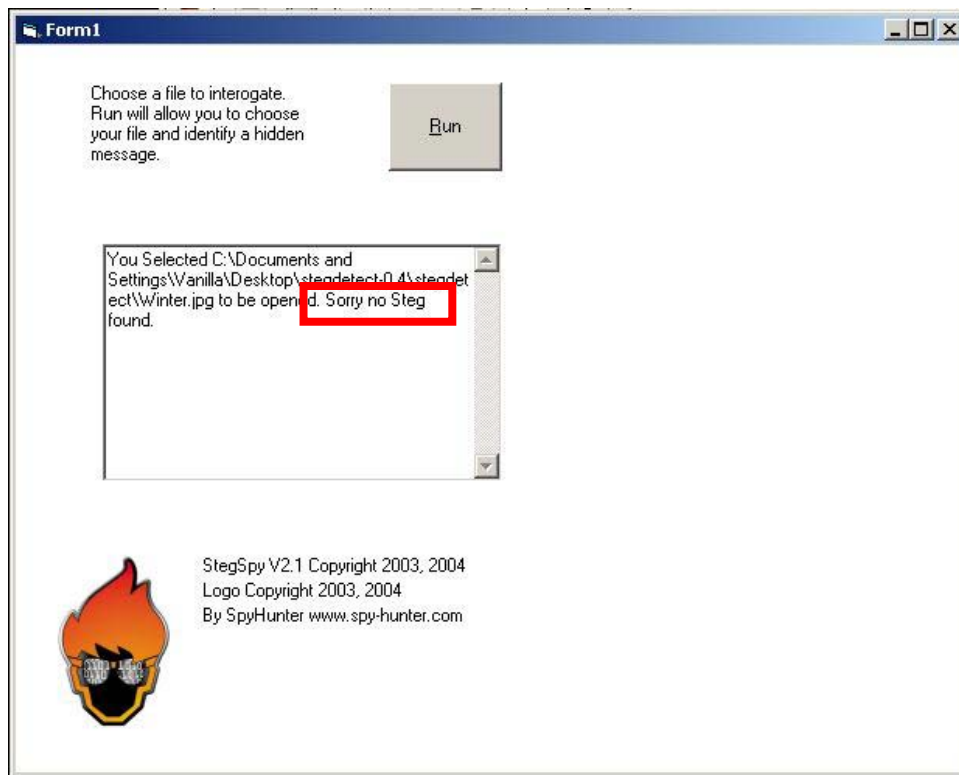 Form1
Choose a file to interogate.
Run will allow you to choose
your file and identify a hidden
message.
Run
You Selected C:\Documents and
Settings\Vanilla\Desktop\stegdetect-0.4\stegdet
ect\Winter.jpg to be opened. Sorry no Steg
found.
StegSpy V2.1 Copyright 2003, 2004
Logo Copyright 2003, 2004
By SpyHunter www.spy-hunter.com